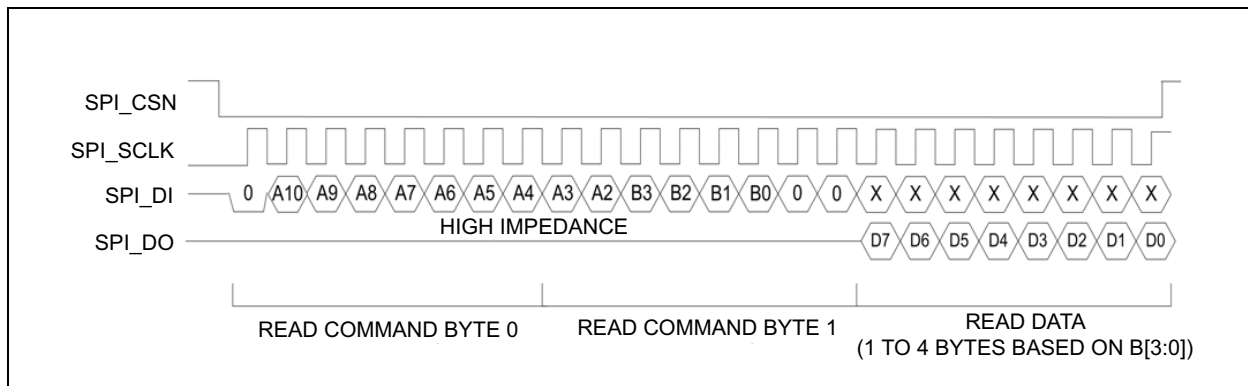 SPI_CSN
SPI_SCLK
SPI_DI 0 A10 A9 A8 A7 A6 A5 A4 A3 A2 B3 B2 B1 B0 0 0 X X X X X X X X
HIGH IMPEDANCE
SPI_DO D7 D6 D5 D4 D3 D2 D1 D0
READ COMMAND BYTE 0 READ COMMAND BYTE 1 READ DATA
(1 TO 4 BYTES BASED ON B[3:0])